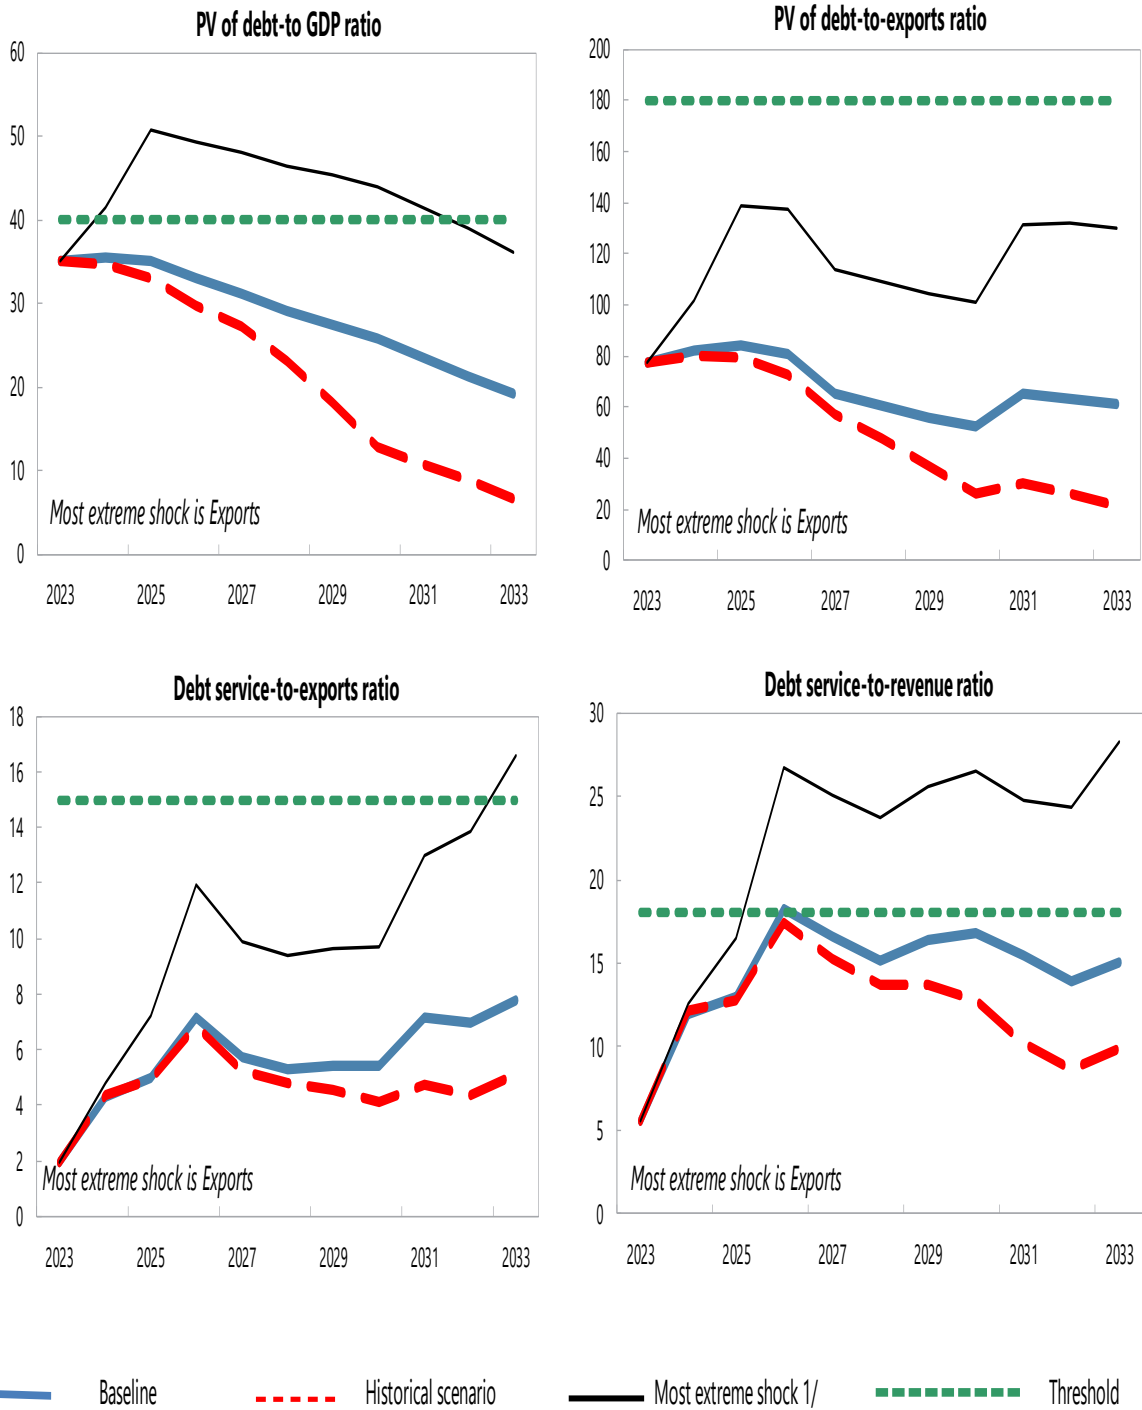 PV of debt-to GDP ratio
60
50
40
30
20
10
0
Most extreme shock is Exports
2023 2025 2027 2029 2031 2033
PV of debt-to-exports ratio
200
180
160
140
120
100
80
60
40
20
0
Most extreme shock is Exports
2023 2025 2027 2029 2031 2033
Debt service-to-exports ratio
18
16
14
12
10
8
6
4
2
0
Most extreme shock is Exports
2023 2025 2027 2029 2031 2033
Debt service-to-revenue ratio
30
25
20
15
10
5
0
Most extreme shock is Exports
2023 2025 2027 2029 2031 2033
Baseline Historical scenario Most extreme shock 1/ Threshold